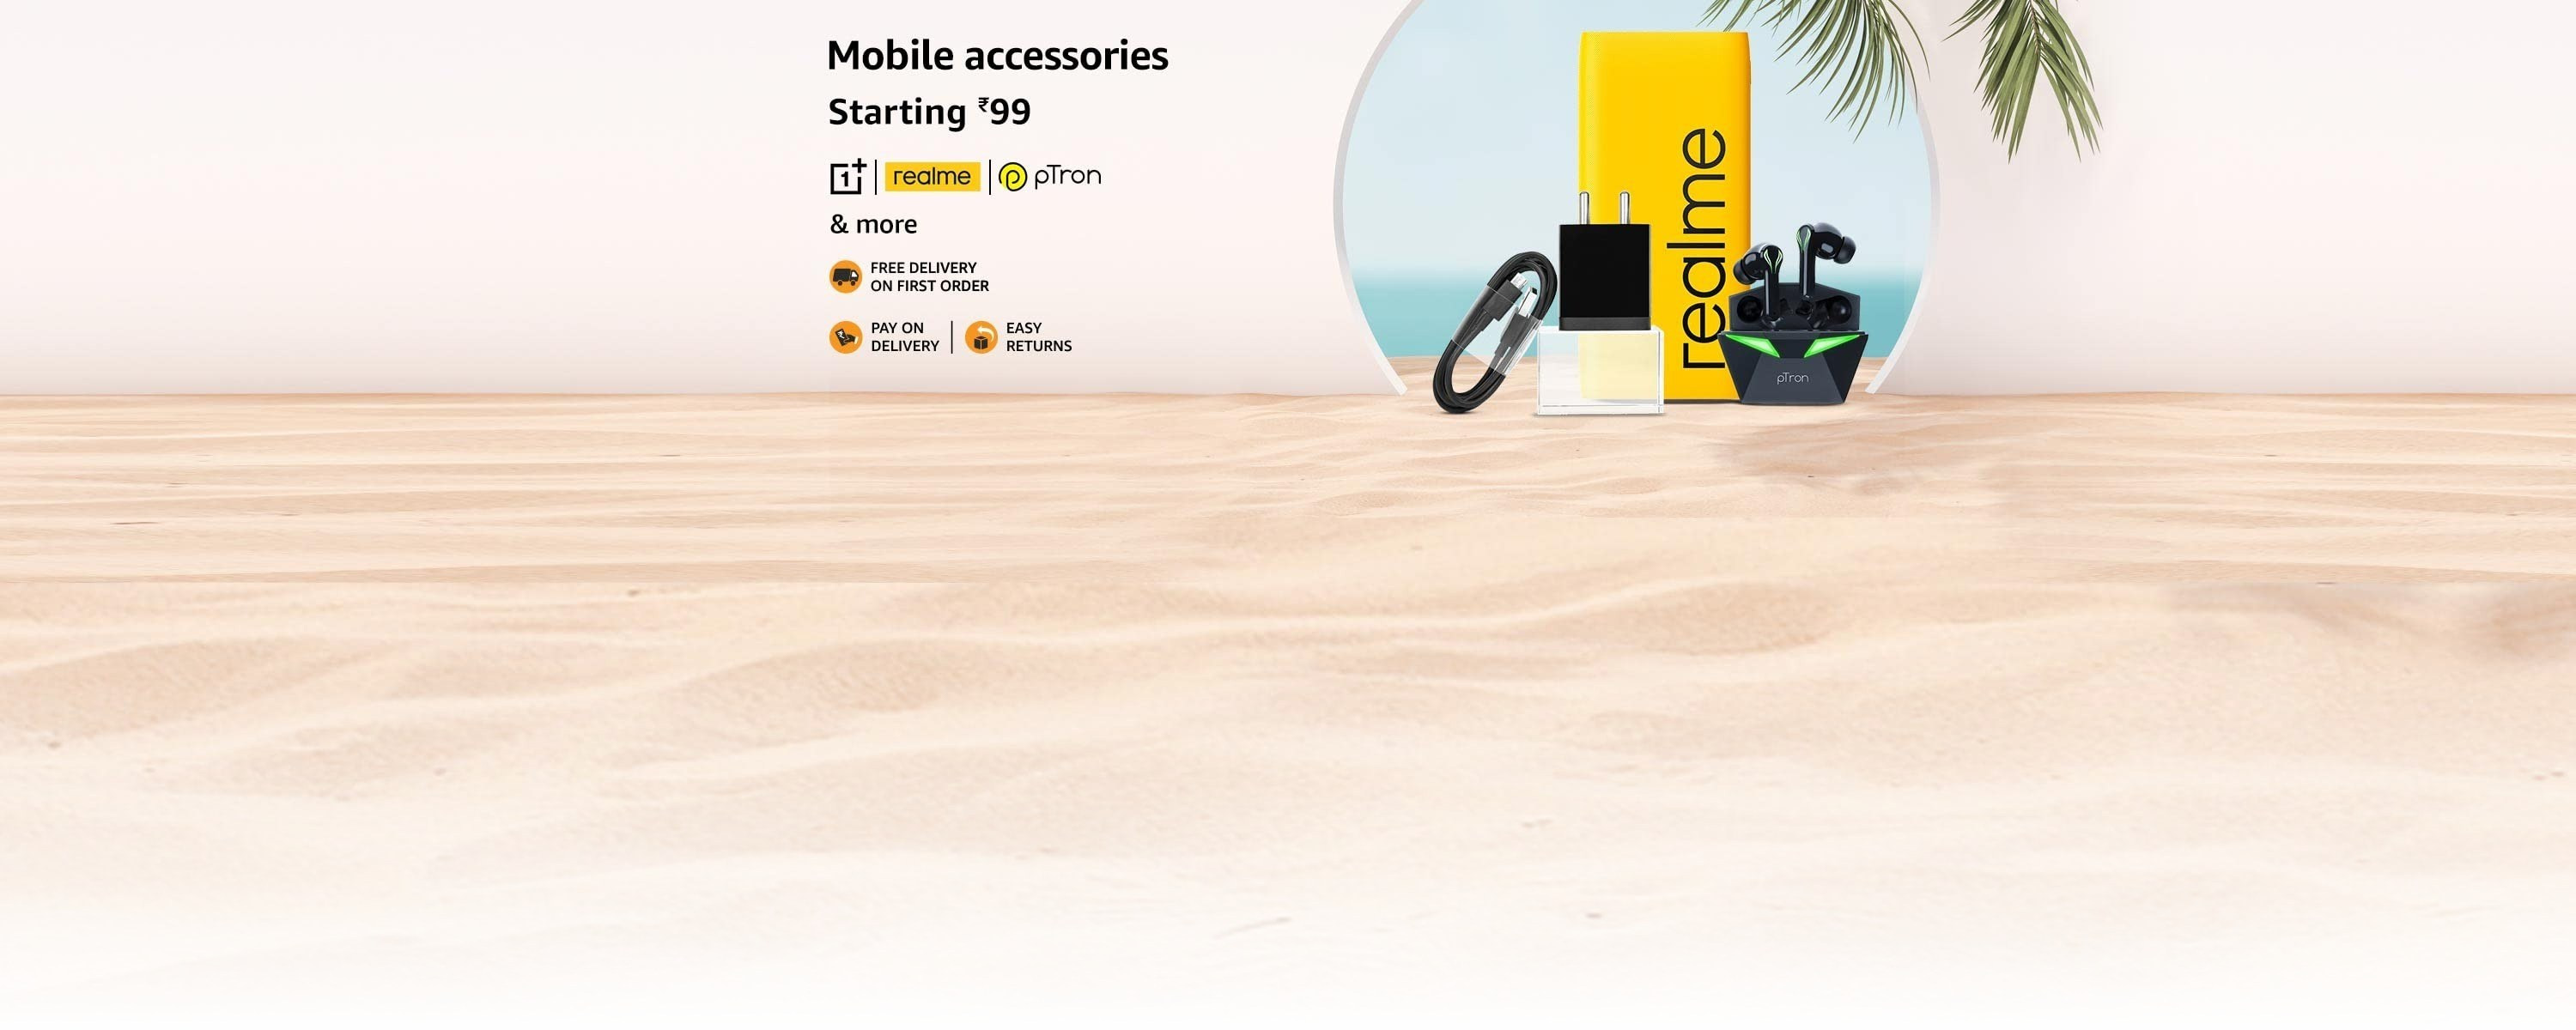 Mobile accessories
Starting ₹99
1+ | realme | pTron
& more
FREE DELIVERY
ON FIRST ORDER
PAY ON
DELIVERY
EASY
RETURNS
realme
pTron